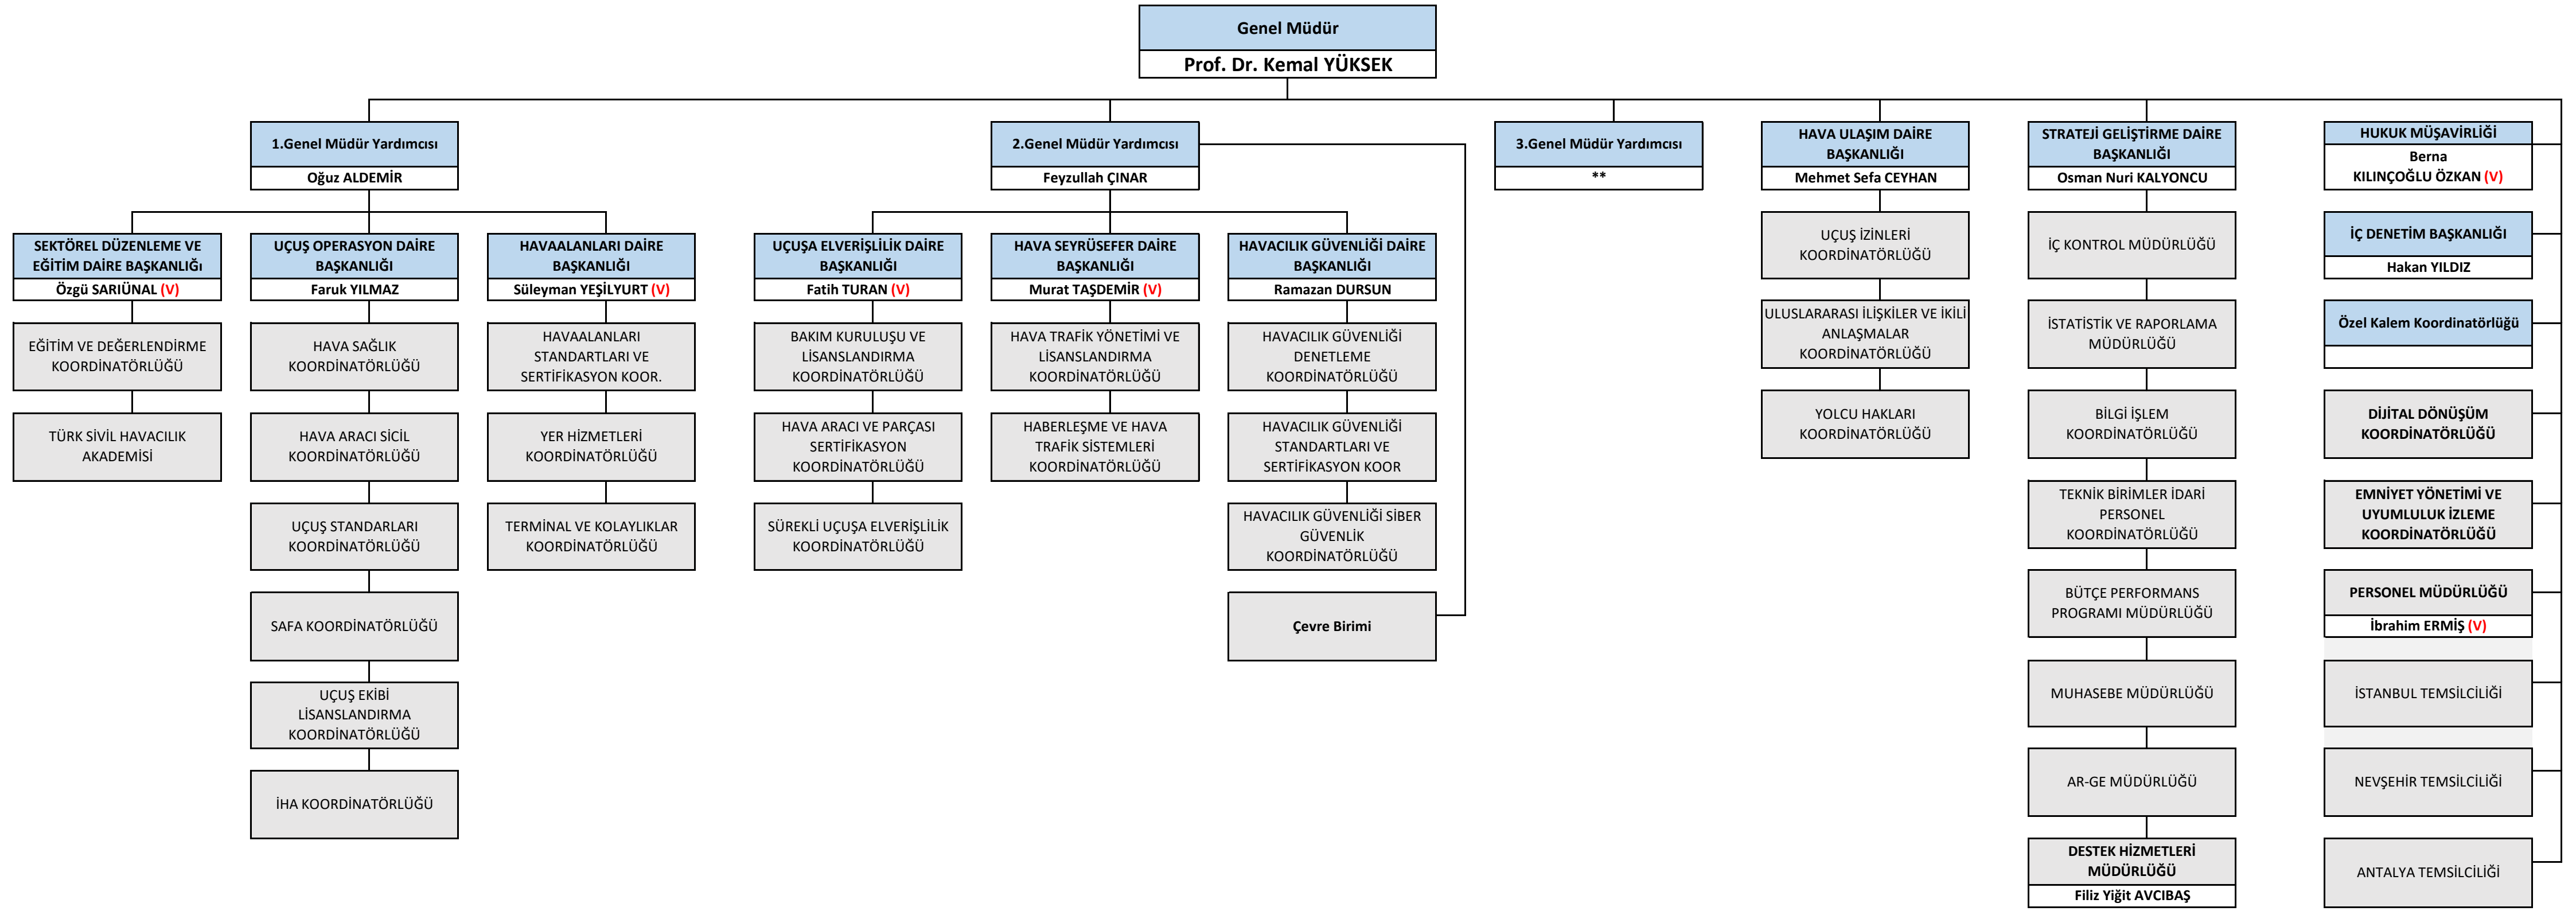 Genel Müdür
Prof. Dr. Kemal YÜKSEK
1.Genel Müdür Yardımcısı
Oğuz ALDEMİR
2.Genel Müdür Yardımcısı
Feyzullah ÇINAR
3.Genel Müdür Yardımcısı
**
HAVA ULAŞIM DAİRE
BAŞKANLIĞI
Mehmet Sefa CEYHAN
STRATEJİ GELİŞTİRME DAİRE
BAŞKANLIĞI
Osman Nuri KALYONCU
HUKUK MÜŞAVİRLİĞİ
Berna
KILINÇOĞLU ÖZKAN (V)
SEKTÖREL DÜZENLEME VE
EĞİTİM DAİRE BAŞKANLIĞı
Özgü SARIÜNAL (V)
EĞİTİM VE DEĞERLENDİRME
KOORDİNATÖRLÜĞÜ
TÜRK SİVİL HAVACILIK
AKADEMİSİ
UÇUŞ OPERASYON DAİRE
BAŞKANLIĞI
Faruk YILMAZ
HAVA SAĞLIK
KOORDİNATÖRLÜĞÜ
HAVA ARACI SİCİL
KOORDİNATÖRLÜĞÜ
UÇUŞ STANDARLARI
KOORDİNATÖRLÜĞÜ
SAFA KOORDİNATÖRLÜĞÜ
UÇUŞ EKİBİ
LİSANSLANDIRMA
KOORDİNATÖRLÜĞÜ
İHA KOORDİNATÖRLÜĞÜ
HAVAALANLARI DAİRE
BAŞKANLIĞI
Süleyman YEŞİLYURT (V)
HAVAALANLARI
STANDARTLARI VE
SERTİFİKASYON KOOR.
YER HİZMETLERİ
KOORDİNATÖRLÜĞÜ
TERMİNAL VE KOLAYLIKLAR
KOORDİNATÖRLÜĞÜ
UÇUŞA ELVERİŞLİLİK DAİRE
BAŞKANLIĞI
Fatih TURAN (V)
BAKIM KURULUŞU VE
LİSANSLANDIRMA
KOORDİNATÖRLÜĞÜ
HAVA ARACI VE PARÇASI
SERTİFİKASYON
KOORDİNATÖRLÜĞÜ
SÜREKLİ UÇUŞA ELVERİŞLİLİK
KOORDİNATÖRLÜĞÜ
HAVA SEYRÜSEFER DAİRE
BAŞKANLIĞI
Murat TAŞDEMİR (V)
HAVA TRAFİK YÖNETİMİ VE
LİSANSLANDIRMA
KOORDİNATÖRLÜĞÜ
HABERLEŞME VE HAVA
TRAFİK SİSTEMLERİ
KOORDİNATÖRLÜĞÜ
HAVACILIK GÜVENLİĞİ DAİRE
BAŞKANLIĞI
Ramazan DURSUN
HAVACILIK GÜVENLİĞİ
DENETLEME
KOORDİNATÖRLÜĞÜ
HAVACILIK GÜVENLİĞİ
STANDARTLARI VE
SERTİFİKASYON KOOR
HAVACILIK GÜVENLİĞİ SİBER
GÜVENLİK
KOORDİNATÖRLÜĞÜ
Çevre Birimi
UÇUŞ İZİNLERİ
KOORDİNATÖRLÜĞÜ
ULUSLARARASI İLİŞKİLER VE İKİLİ
ANLAŞMALAR
KOORDİNATÖRLÜĞÜ
YOLCU HAKLARI
KOORDİNATÖRLÜĞÜ
İÇ KONTROL MÜDÜRLÜĞÜ
İSTATİSTİK VE RAPORLAMA
MÜDÜRLÜĞÜ
BİLGİ İŞLEM
KOORDİNATÖRLÜĞÜ
TEKNİK BİRİMLER İDARİ
PERSONEL
KOORDİNATÖRLÜĞÜ
BÜTÇE PERFORMANS
PROGRAMI MÜDÜRLÜĞÜ
MUHASEBE MÜDÜRLÜĞÜ
AR-GE MÜDÜRLÜĞÜ
DESTEK HİZMETLERİ
MÜDÜRLÜĞÜ
Filiz Yiğit AVCIBAŞ
İÇ DENETİM BAŞKANLIĞI
Hakan YILDIZ
Özel Kalem Koordinatörlüğü
DİJİTAL DÖNÜŞÜM
KOORDİNATÖRLÜĞÜ
EMNİYET YÖNETİMİ VE
UYUMLULUK İZLEME
KOORDİNATÖRLÜĞÜ
PERSONEL MÜDÜRLÜĞÜ
İbrahim ERMİŞ (V)
İSTANBUL TEMSİLCİLİĞİ
NEVŞEHİR TEMSİLCİLİĞİ
ANTALYA TEMSİLCİLİĞİ